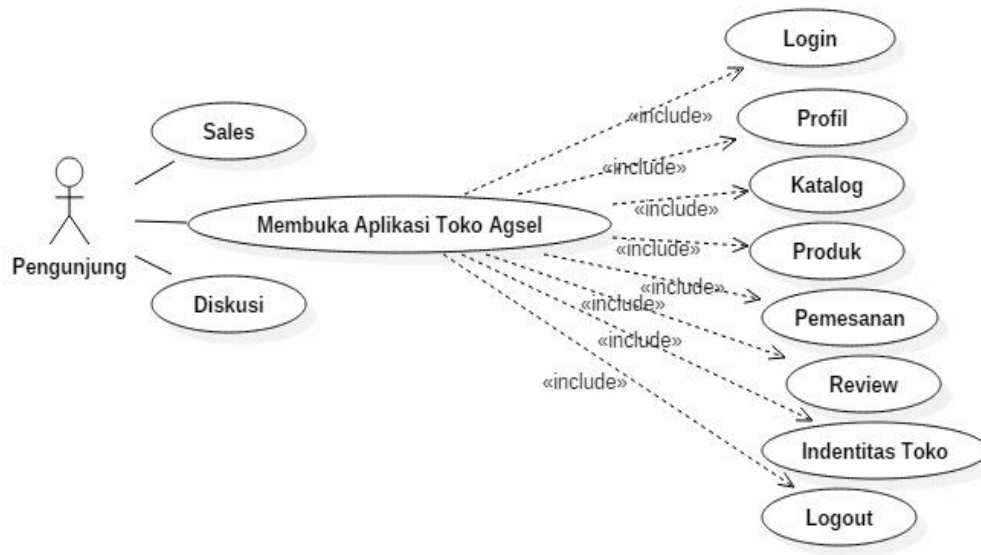 Login
«include»
Profil
Sales
«include»
Katalog
«include»
Membuka Aplikasi Toko Agsel
Produk
«include»
Pengunjung
Diskusi
«include»
Pemesanan
«include»
«include»
Review
«include»
Indentitas Toko
Logout